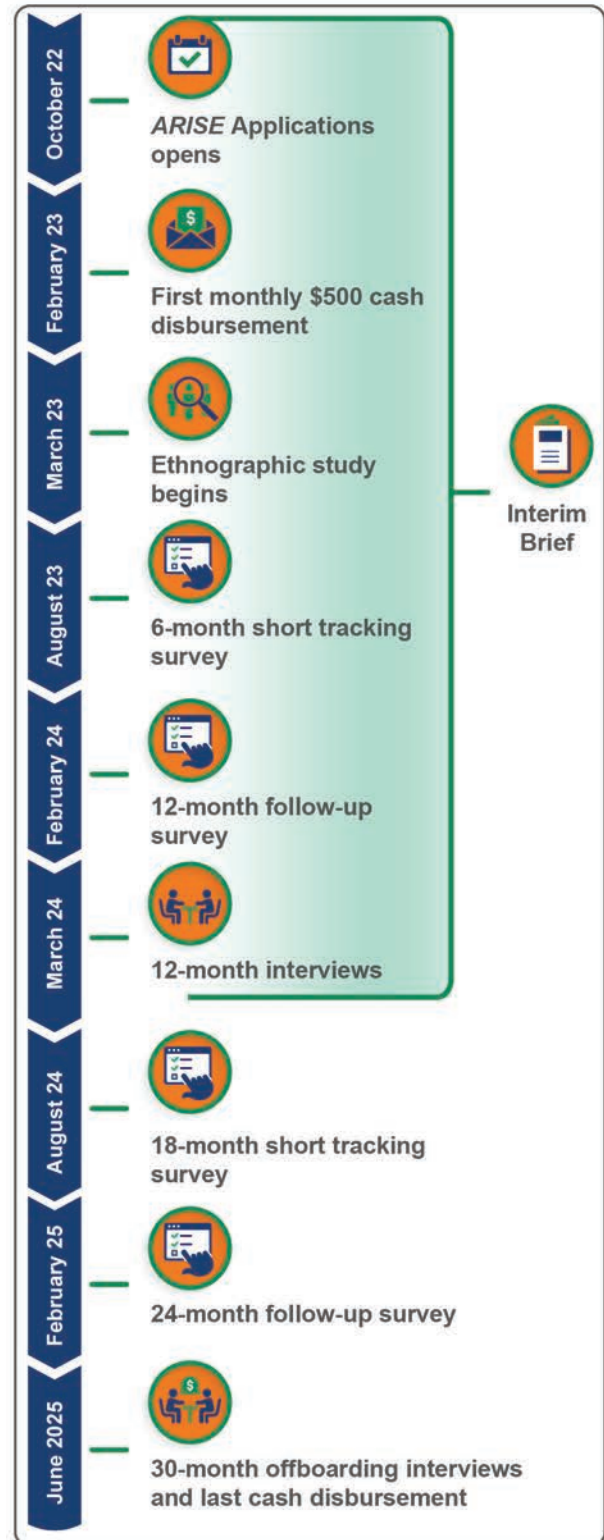 October 22
ARISE Applications
opens
February 23
$
First monthly $500 cash
disbursement
March 23
Ethnographic study
begins
August 23
6-month short tracking
survey
February 24
12-month follow-up
survey
March 24
12-month interviews
Interim
Brief
August 24
18-month short tracking
survey
February 25
24-month follow-up survey
June 2025
$
30-month offboarding interviews
and last cash disbursement